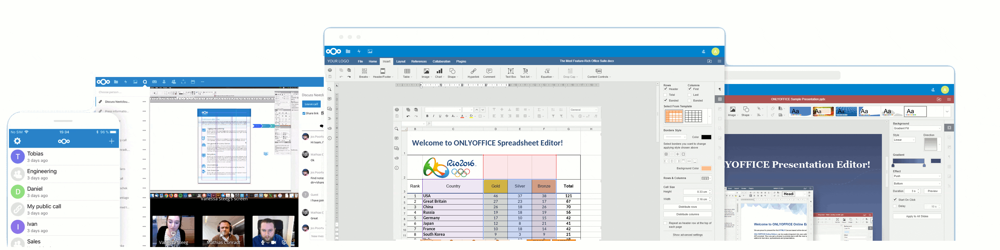 No SIM 15:34 96 %
Tobias
3 days ago
Engineering
3 days ago
Daniel
3 days ago
My public call
3 days ago
Ivan
3 days ago
Sales
Choose person ...
Discuss Nextclou...
Press informatio...
Vanessa Steeg's screen
Vanessa Steeg
Mathias Conradt
Discuss Nextclo
Leave call
Share link
Jos Poortv
Hi team, I'
Mathias C
Ok
Jos Poortv
Find notes
dir=/share
Guest
I have join
Mathias C
Great
Jos Poortv
New mes
A
YOUR LOGO File Home Insert Layout References Collaboration Plugins The Most Feature-Rich Office Suite.docx
Breaks Header/Footer Table Image Chart Shape Hyperlink Comment Text Box Text Art Equation Drop Cap Content Controls
General
B C D E F G H
Welcome to ONLYOFFICE Spreadsheet Editor!
Rio2016
Rank Country Gold Silver Bronze Total
1 USA 46 37 38 121
2 Great Britain 27 23 17 67
3 China 26 18 26 70
4 Russia 19 18 19 56
5 Germany 17 10 15 42
6 Japan 12 8 21 41
7 France 10 18 14 42
8 South Korea 9 3 9 21
Rows Columns
Header First
Total Last
Banded Banded
Select From Template
Borders Style
Color
Select borders you want to change
applying style chosen above
Background Color
Rows & Columns
Cell Size
Height 0.33 cm
Width 2.16 cm
Distribute rows
Distribute columns
Repeat as header row at the top of
each page
Show advanced settings
A
ONLYOFFICE Sample Presentation.pptx
Image Shape Aa Aa Aa Aa Aa Aa
YOFFICE Presentation Editor!
Headi
Welcome to ONLYOFFICE Online Ed
Background
Gradient Fill
Style Direction
Linear
Gradient
Effect
Push
Bottom
Duration 3 s Preview
Start On Click
Delay 10 s
Apply to All Slides